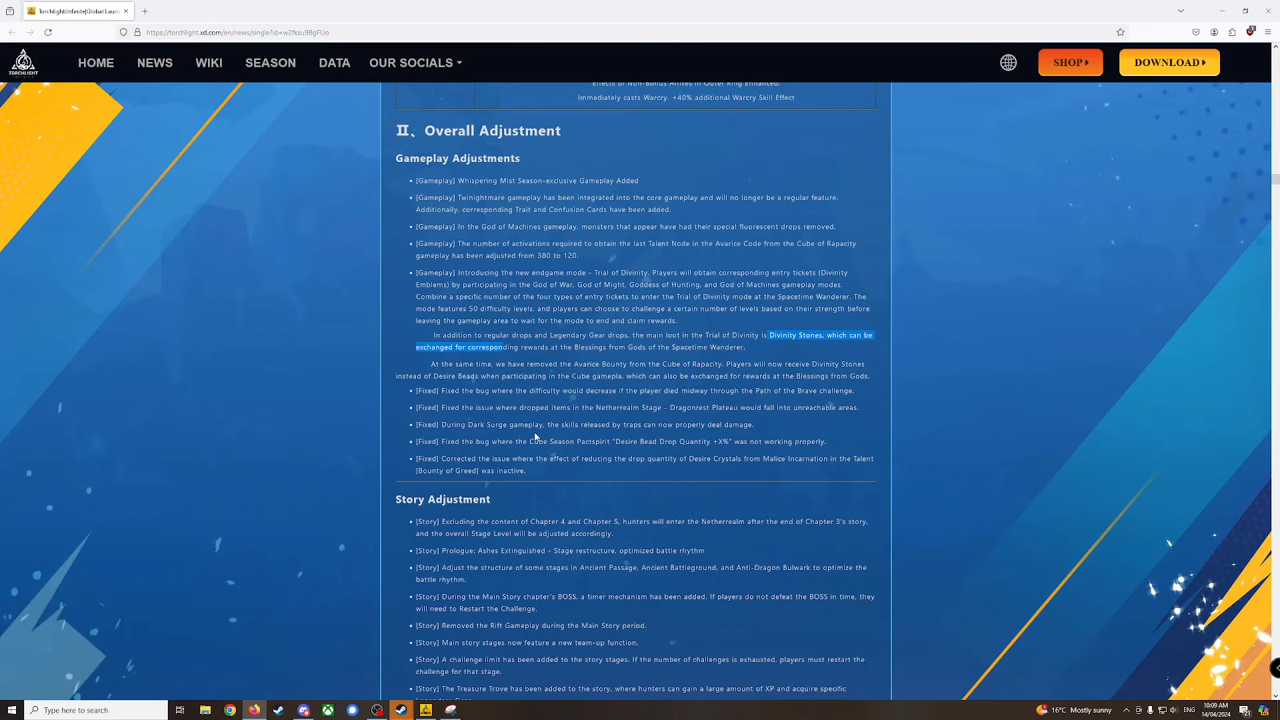 Torchlight•Infinite|Global Laun
https://torchlight.xd.com/en/news/single?id=w2fksu98gFUo
TORCHLIGHT
HOME NEWS WIKI SEASON DATA OUR SOCIALS SHOP DOWNLOAD
Effects of Non-Bonus Affixes in Outer Ring Enhanced:
Immediately casts Warcry. +40% additional Warcry Skill Effect
Ⅱ、Overall Adjustment
Gameplay Adjustments
[Gameplay] Whispering Mist Season-exclusive Gameplay Added
[Gameplay] Twinightmare gameplay has been integrated into the core gameplay and will no longer be a regular feature.
Additionally, corresponding Trait and Confusion Cards have been added.
[Gameplay] In the God of Machines gameplay, monsters that appear have had their special fluorescent drops removed.
[Gameplay] The number of activations required to obtain the last Talent Node in the Avarice Code from the Cube of Rapacity
gameplay has been adjusted from 380 to 120.
[Gameplay] Introducing the new endgame mode - Trial of Divinity. Players will obtain corresponding entry tickets (Divinity
Emblems) by participating in the God of War, God of Might, Goddess of Hunting, and God of Machines gameplay modes.
Combine a specific number of the four types of entry tickets to enter the Trial of Divinity mode at the Spacetime Wanderer. The
mode features 50 difficulty levels, and players can choose to challenge a certain number of levels based on their strength before
leaving the gameplay area to wait for the mode to end and claim rewards.
In addition to regular drops and Legendary Gear drops, the main loot in the Trial of Divinity is Divinity Stones, which can be
exchanged for corresponding rewards at the Blessings from Gods of the Spacetime Wanderer.
At the same time, we have removed the Avarice Bounty from the Cube of Rapacity. Players will now receive Divinity Stones
instead of Desire Beads when participating in the Cube gamepla, which can also be exchanged for rewards at the Blessings from Gods.
[Fixed] Fixed the bug where the difficulty would decrease if the player died midway through the Path of the Brave challenge.
[Fixed] Fixed the issue where dropped items in the Netherrealm Stage - Dragonrest Plateau would fall into unreachable areas.
[Fixed] During Dark Surge gameplay, the skills released by traps can now properly deal damage.
[Fixed] Fixed the bug where the Cube Season Pactspirit "Desire Bead Drop Quantity +X%" was not working properly.
[Fixed] Corrected the issue where the effect of reducing the drop quantity of Desire Crystals from Malice Incarnation in the Talent
[Bounty of Greed] was inactive.
Story Adjustment
[Story] Excluding the content of Chapter 4 and Chapter 5, hunters will enter the Netherrealm after the end of Chapter 3's story,
and the overall Stage Level will be adjusted accordingly.
[Story] Prologue: Ashes Extinguished - Stage restructure, optimized battle rhythm
[Story] Adjust the structure of some stages in Ancient Passage, Ancient Battleground, and Anti-Dragon Bulwark to optimize the
battle rhythm.
[Story] During the Main Story chapter's BOSS, a timer mechanism has been added. If players do not defeat the BOSS in time, they
will need to Restart the Challenge.
[Story] Removed the Rift Gameplay during the Main Story period.
[Story] Main story stages now feature a new team-up function.
[Story] A challenge limit has been added to the story stages. If the number of challenges is exhausted, players must restart the
challenge for that stage.
[Story] The Treasure Trove has been added to the story, where hunters can gain a large amount of XP and acquire specific
Type here to search
16°C Mostly sunny
10:09 AM
14/04/2024